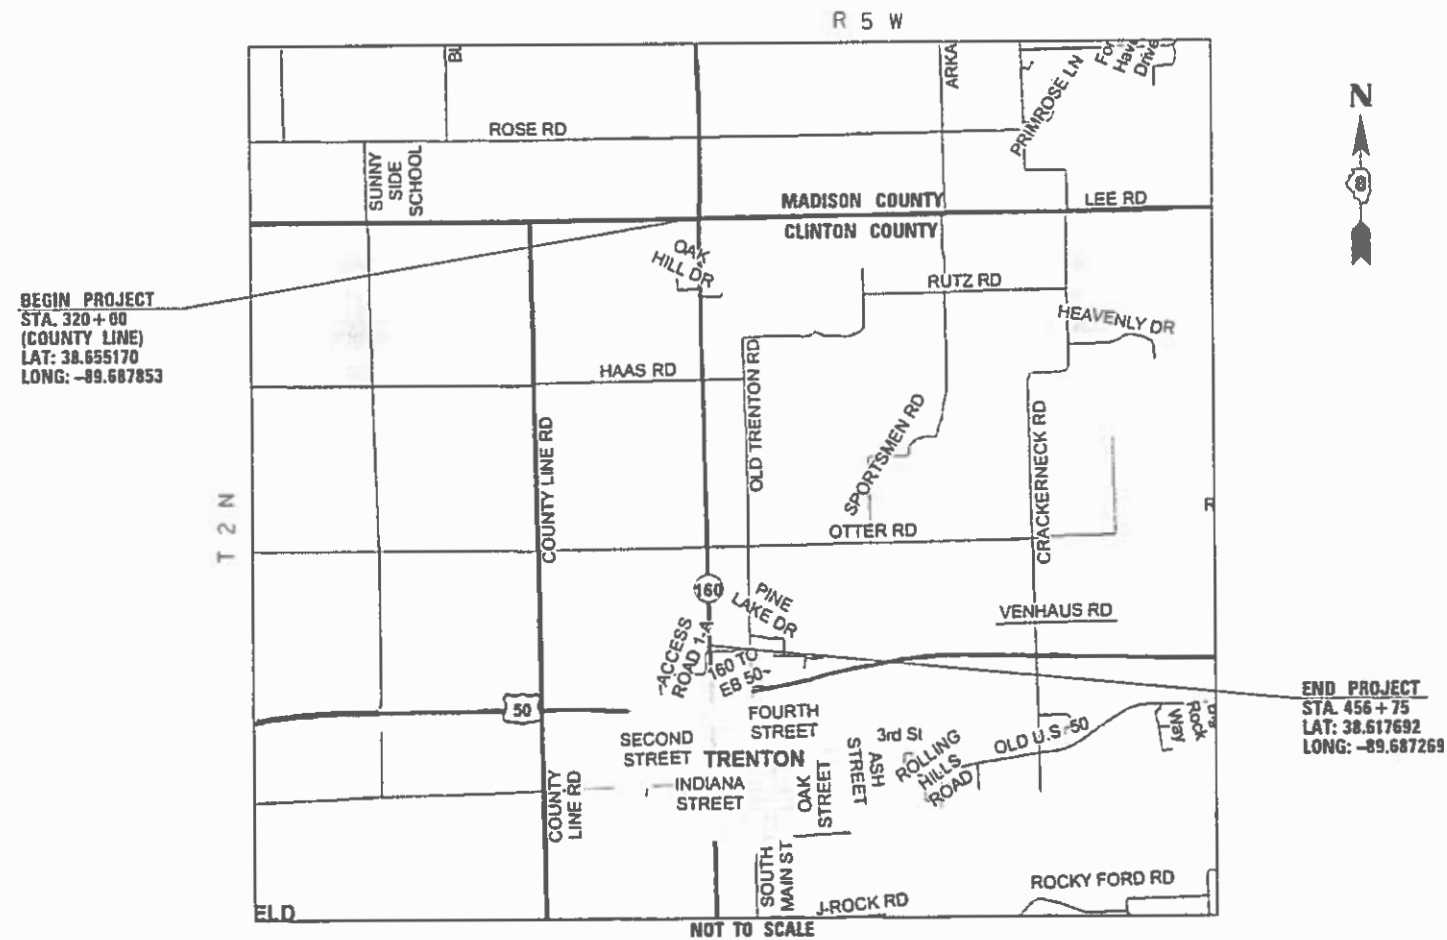 R 5 W
BL
ARKA
PRIMROSE LN
For
Have
Drive
N
ROSE RD
SUNNY
SIDE
SCHOOL
MADISON COUNTY
LEE RD
CLINTON COUNTY
8
OAK
HILL DR
RUTZ RD
BEGIN PROJECT
STA. 320+00
(COUNTY LINE)
LAT: 38.655170
LONG: -89.687853
HEAVENLY DR
HAAS RD
OLD TRENTON RD
COUNTY LINE RD
SPORTSMEN RD
CRACKERNECK RD
T 2 N
R
OTTER RD
160
PINE
LAKE DR
VENHAUS RD
ACCESS
ROAD 1-A
160 TO
EB 50
END PROJECT
STA. 456+75
LAT: 38.617692
LONG: -89.687269
50
FOURTH
STREET
SECOND
STREET
TRENTON
3rd St
ASH
STREET
ROLLING
HILLS
ROAD
OLD U.S. 50
Rock
Way
COUNTY
LINE RD
INDIANA
STREET
OAK
STREET
SOUTH
MAIN ST
ROCKY FORD RD
J-ROCK RD
ELD
NOT TO SCALE